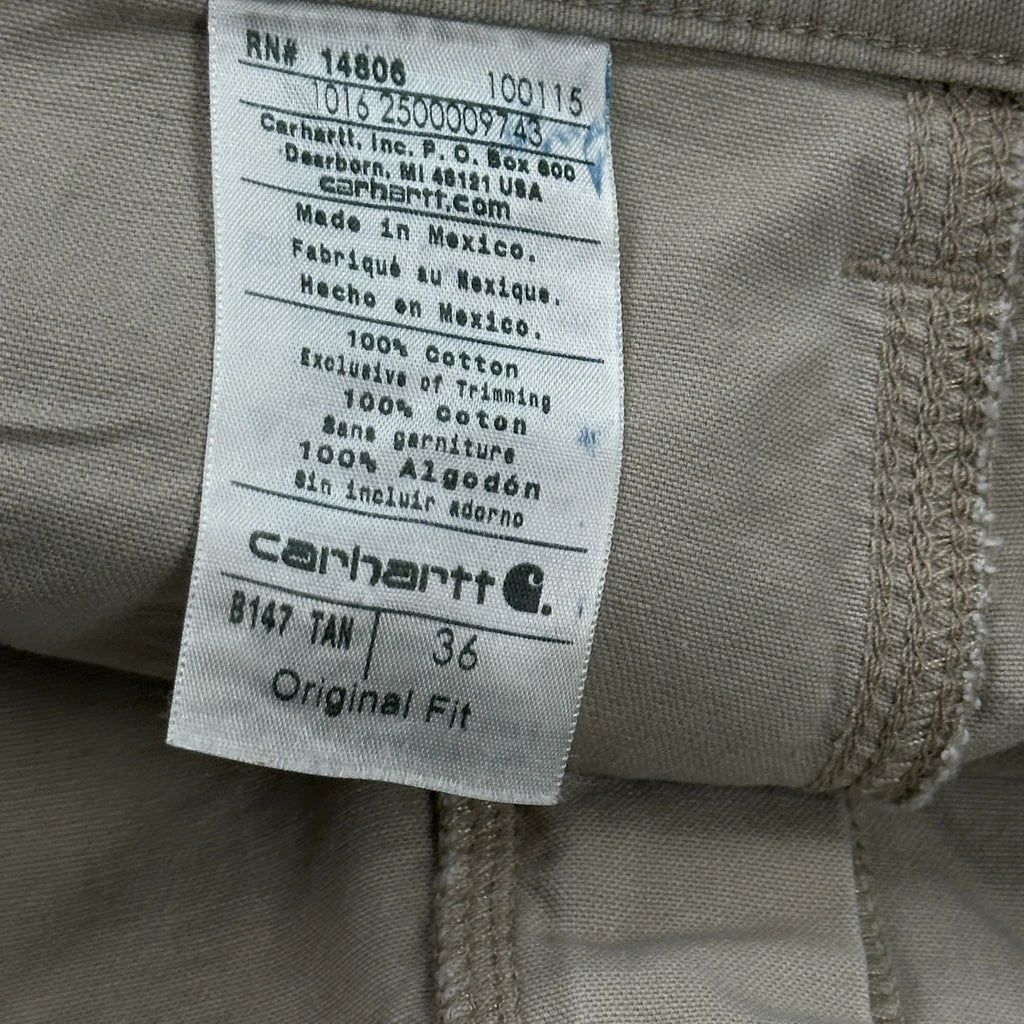 RN# 14806 100115
1016 2500009743
Carhartt, Inc. P. O. Box 600
Dearborn, MI 48121 USA
carhartt.com
Made in Mexico.
Fabriqué au Mexique.
Hecho en Mexico.
100% Cotton
Exclusive of Trimming
100% Coton
Sans garniture
100% Algodón
Sin incluir adorno
carhartt
B147 TAN 36
Original Fit